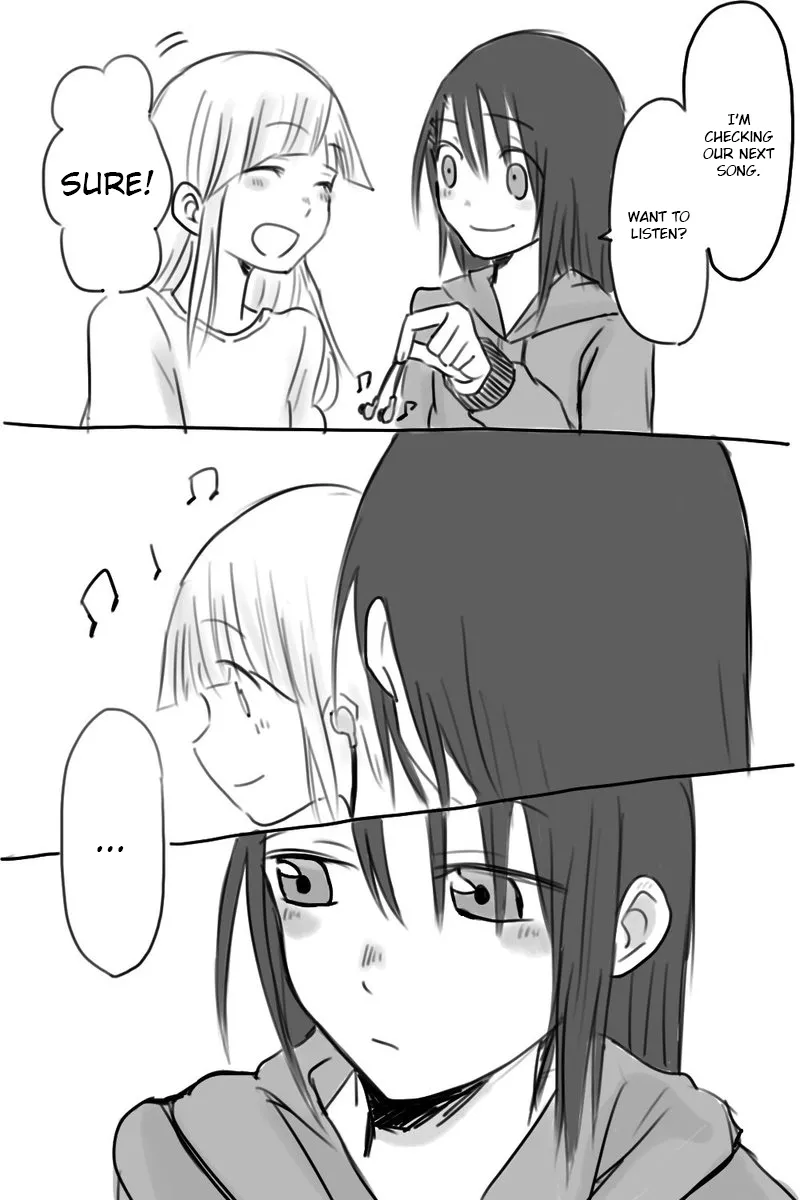 I'M
CHECKING
OUR NEXT
SONG.
WANT TO
LISTEN?
SURE!
...